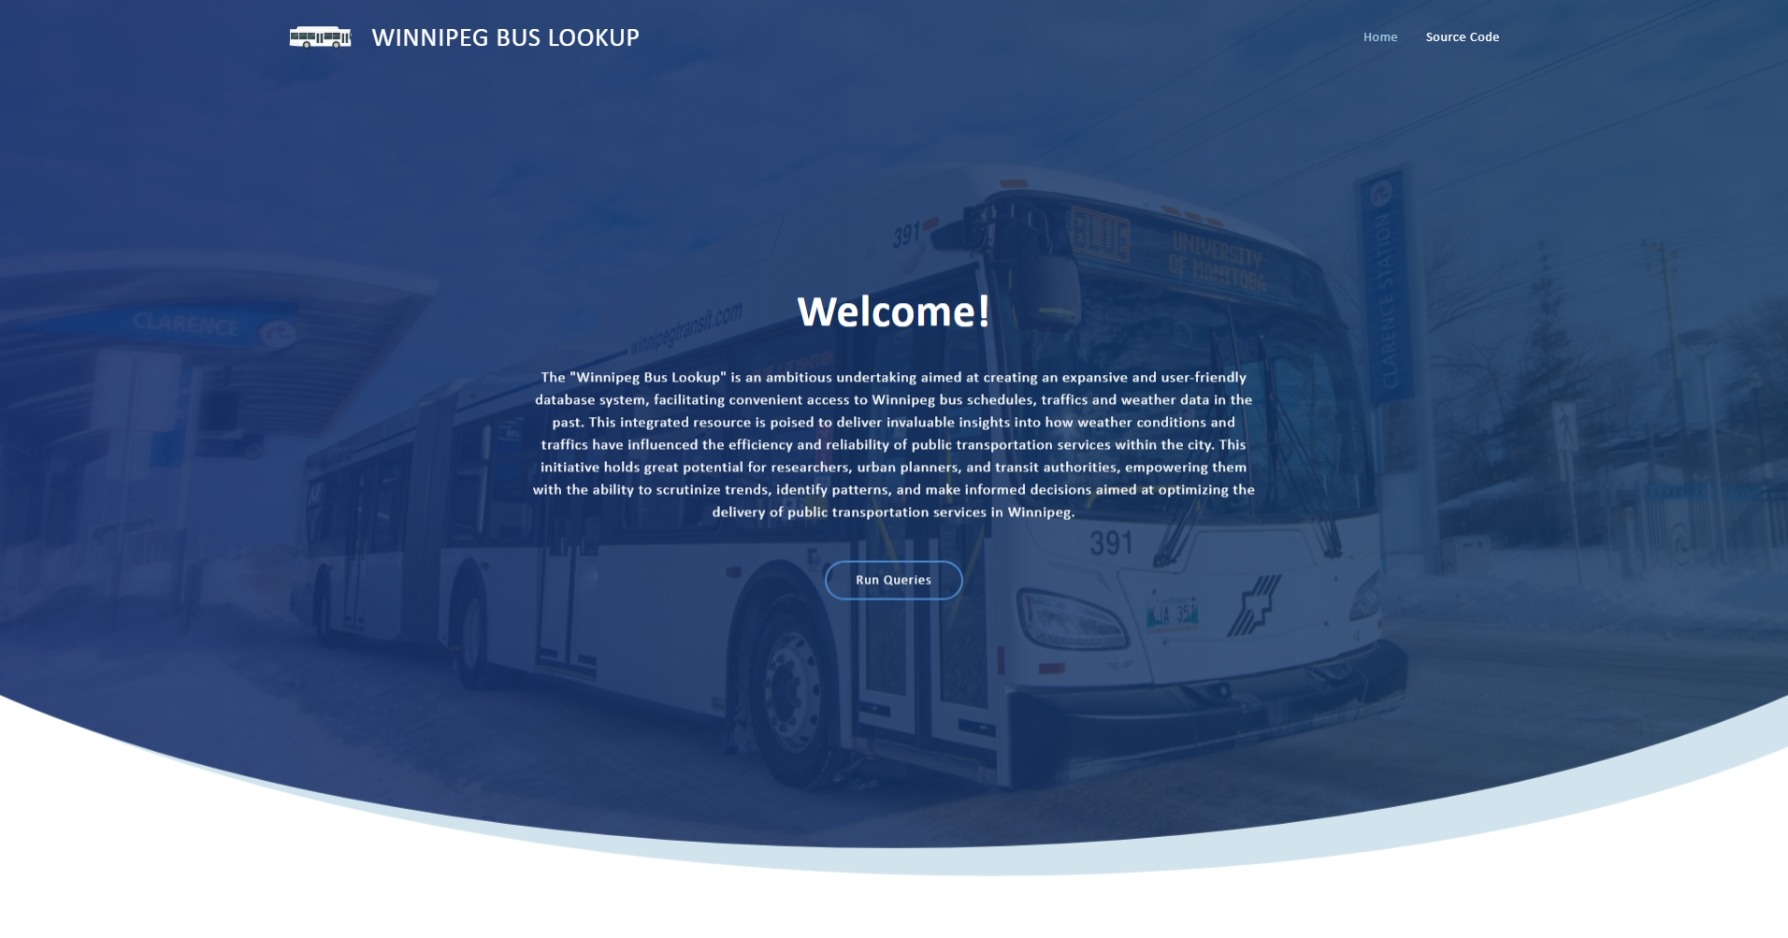 WINNIPEG BUS LOOKUP
Home
Source Code
391
BLUE
UNIVERSITY
OF MANITOBA
CLARENCE STATION
CLARENCE
winnipegtransit.com
Welcome!
The "Winnipeg Bus Lookup" is an ambitious undertaking aimed at creating an expansive and user-friendly
database system, facilitating convenient access to Winnipeg bus schedules, traffics and weather data in the
past. This integrated resource is poised to deliver invaluable insights into how weather conditions and
traffics have influenced the efficiency and reliability of public transportation services within the city. This
initiative holds great potential for researchers, urban planners, and transit authorities, empowering them
with the ability to scrutinize trends, identify patterns, and make informed decisions aimed at optimizing the
delivery of public transportation services in Winnipeg.
391
Run Queries